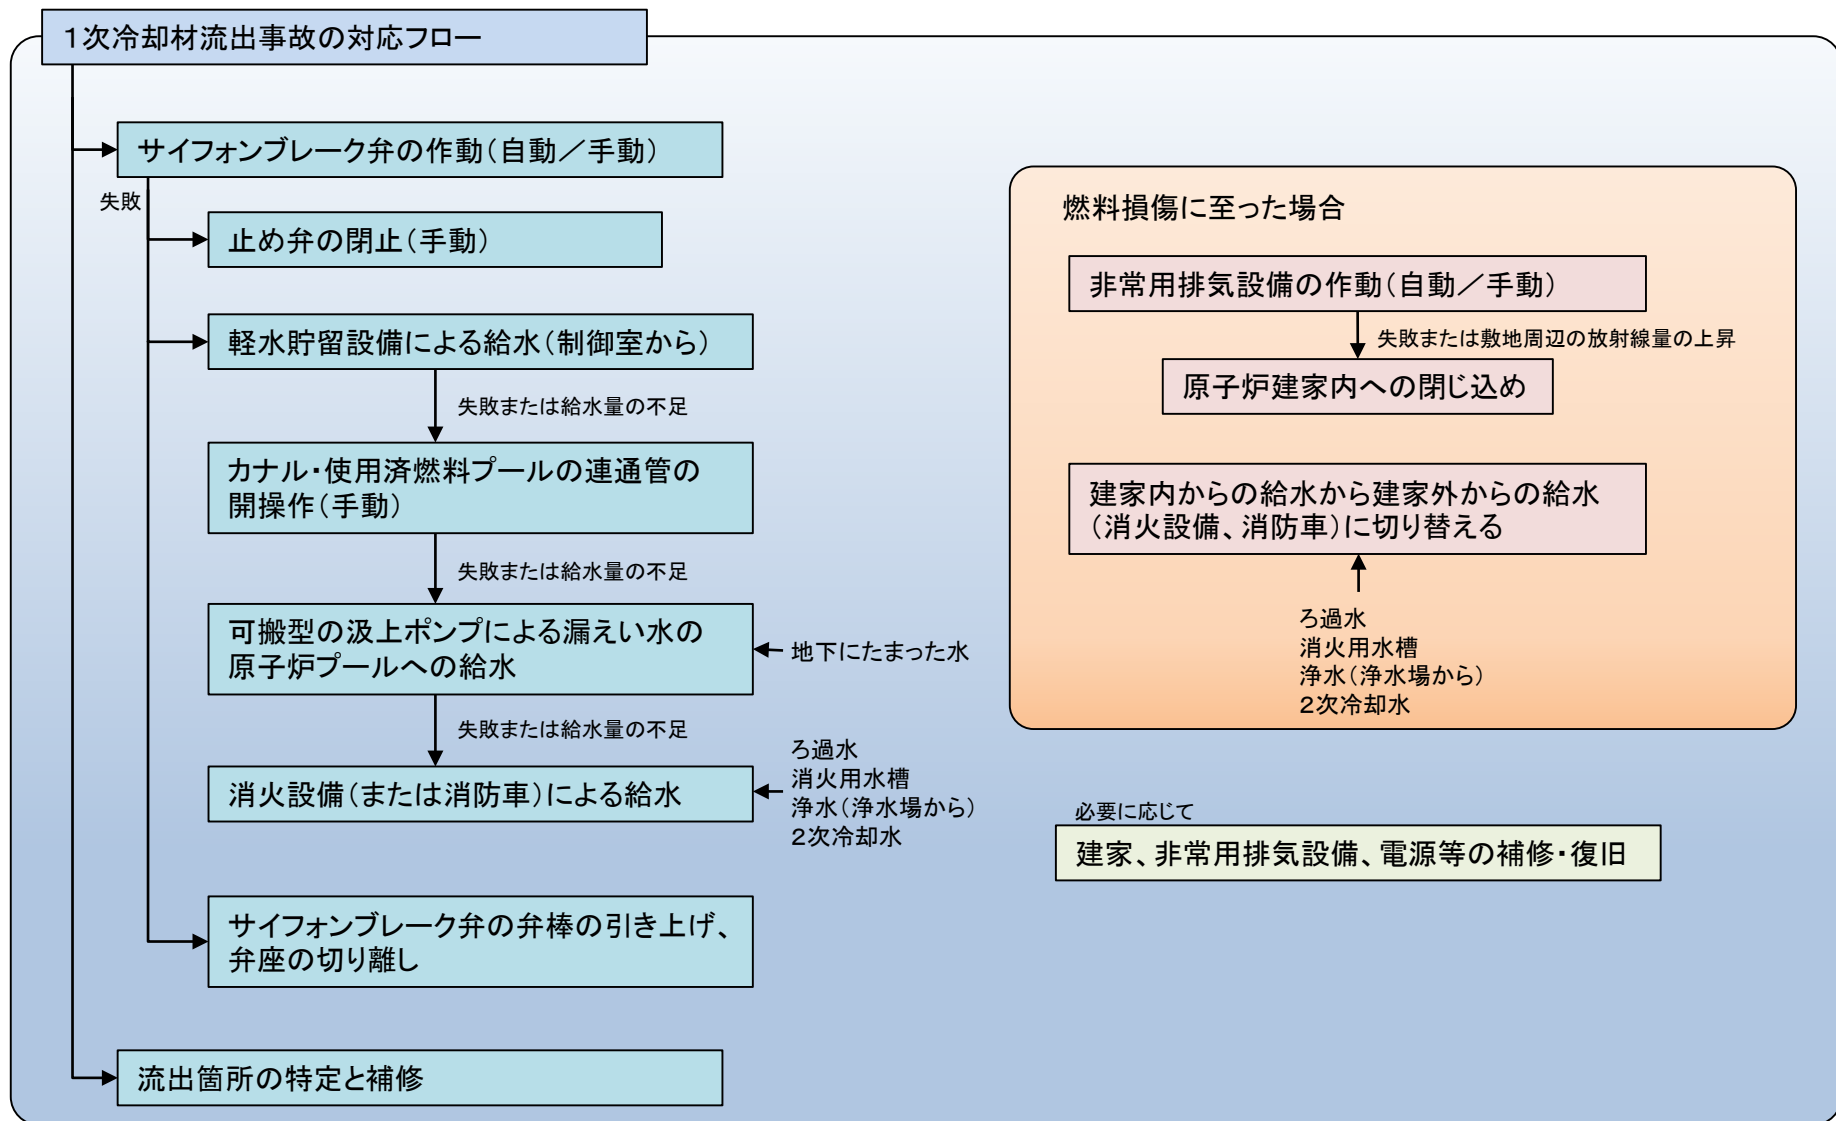 １次冷却材流出事故の対応フロー
サイフォンブレーク弁の作動（自動／手動）
失敗
止め弁の閉止（手動）
軽水貯留設備による給水（制御室から）
失敗または給水量の不足
カナル・使用済燃料プールの連通管の
開操作（手動）
失敗または給水量の不足
可搬型の汲上ポンプによる漏えい水の
原子炉プールへの給水
地下にたまった水
失敗または給水量の不足
消火設備（または消防車）による給水
ろ過水
消火用水槽
浄水（浄水場から）
２次冷却水
サイフォンブレーク弁の弁棒の引き上げ、
弁座の切り離し
流出箇所の特定と補修
燃料損傷に至った場合
非常用排気設備の作動（自動／手動）
失敗または敷地周辺の放射線量の上昇
原子炉建家内への閉じ込め
建家内からの給水から建家外からの給水
（消火設備、消防車）に切り替える
ろ過水
消火用水槽
浄水（浄水場から）
２次冷却水
必要に応じて
建家、非常用排気設備、電源等の補修・復旧